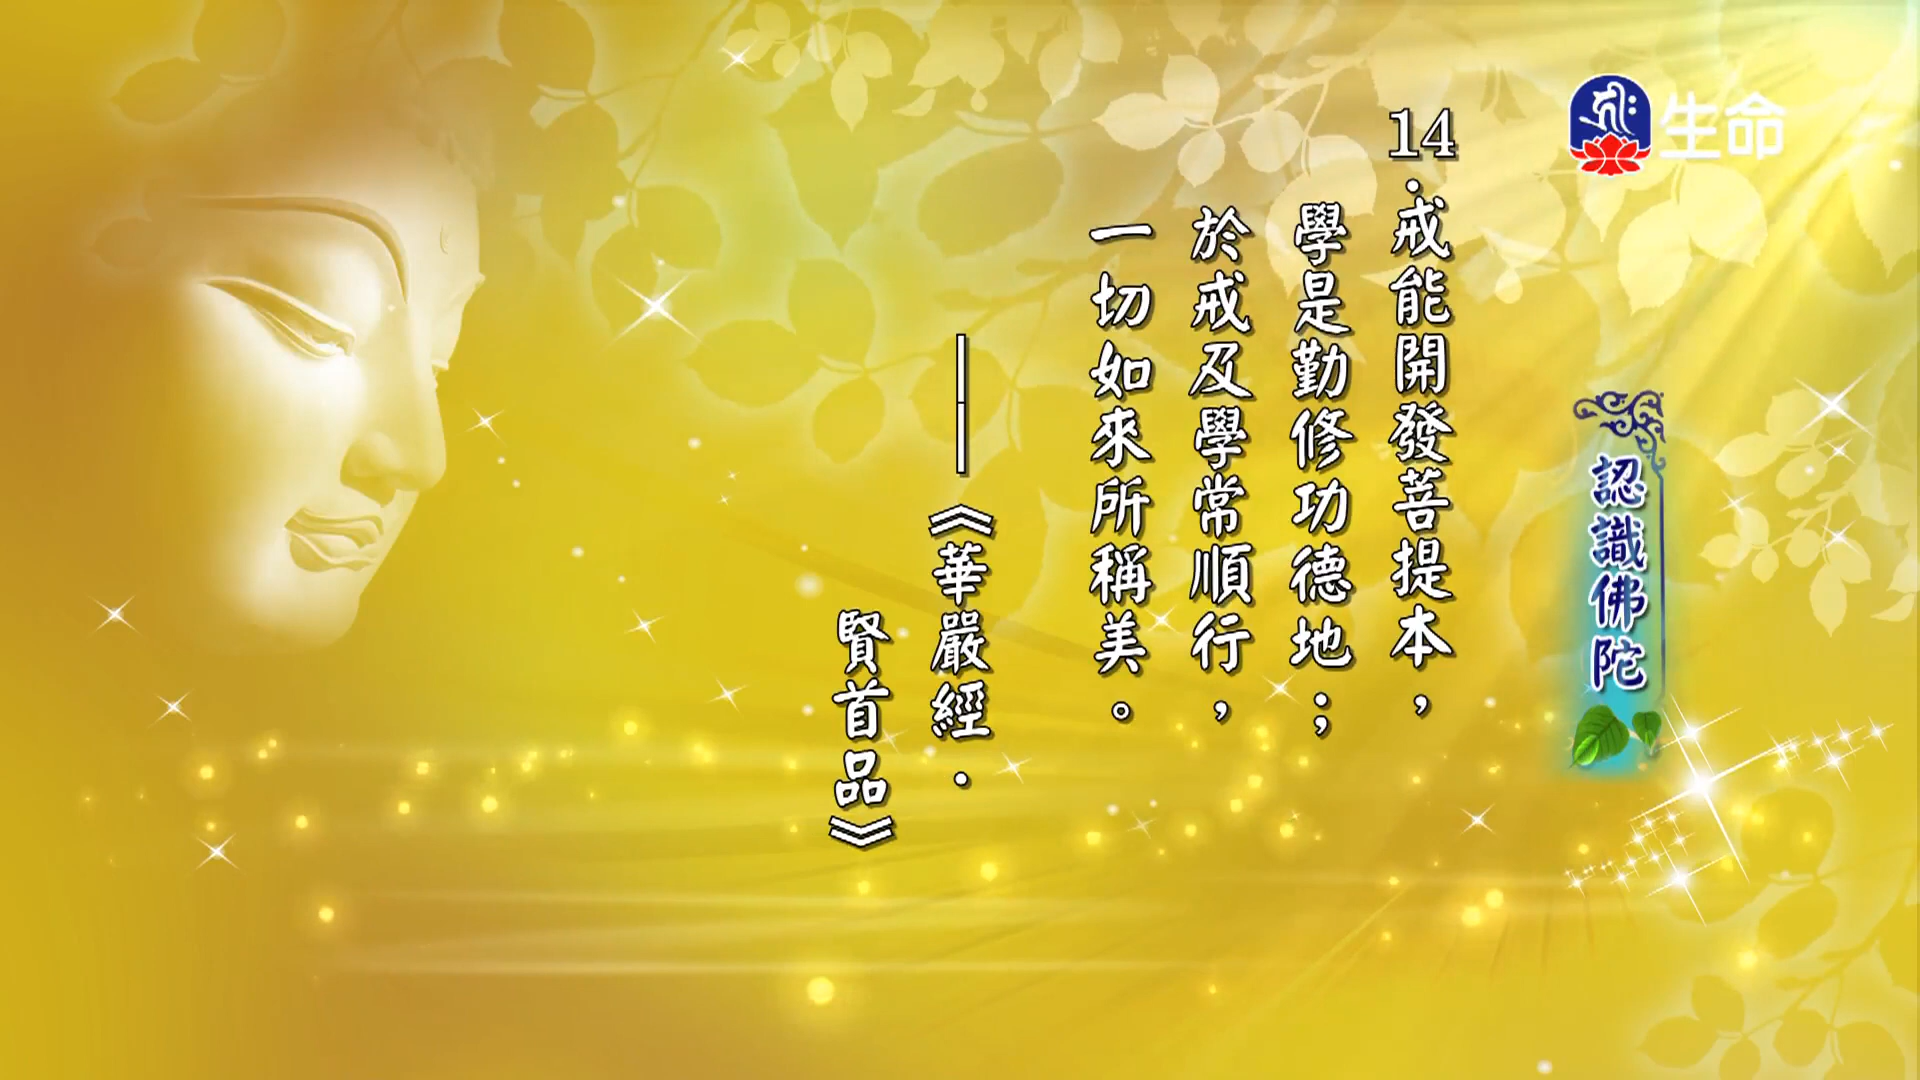 生命
認識佛陀
14.戒能開發菩提本，
學是勤修功德地；
於戒及學常順行，
一切如來所稱美。
——《華嚴經．
賢首品》